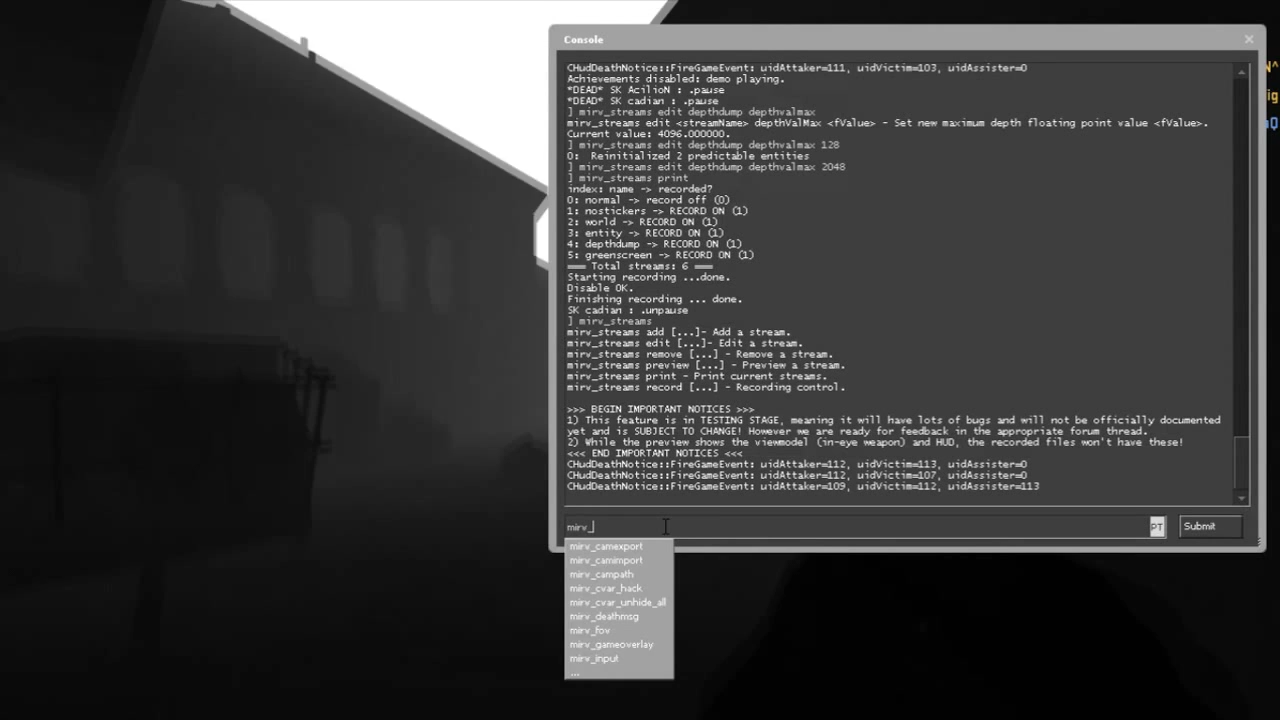 Console
CHudDeathNotice::FireGameEvent: uidAttaker=111, uidVictim=103, uidAssister=0
Achievements disabled: demo playing.
*DEAD* SK AcilioN : .pause
*DEAD* SK cadian : .pause
] mirv_streams edit depthdump depthvalmax
mirv_streams edit <streamName> depthValMax <fValue> - Set new maximum depth floating point value <fValue>.
Current value: 4096.000000.
] mirv_streams edit depthdump depthvalmax 128
0:  Reinitialized 2 predictable entities
] mirv_streams edit depthdump depthvalmax 2048
] mirv_streams print
index: name -> recorded?
0: normal -> record off (0)
1: nostickers -> RECORD ON (1)
2: world -> RECORD ON (1)
3: entity -> RECORD ON (1)
4: depthdump -> RECORD ON (1)
5: greenscreen -> RECORD ON (1)
=== Total streams: 6 ===
Starting recording ...done.
Disable OK.
Finishing recording ... done.
SK cadian : .unpause
] mirv_streams
mirv_streams add [...]- Add a stream.
mirv_streams edit [...]- Edit a stream.
mirv_streams remove [...] - Remove a stream.
mirv_streams preview [...] - Preview a stream.
mirv_streams print - Print current streams.
mirv_streams record [...] - Recording control.
>>> BEGIN IMPORTANT NOTICES >>>
1) This feature is in TESTING STAGE, meaning it will have lots of bugs and will not be officially documented
yet and is SUBJECT TO CHANGE! However we are ready for feedback in the appropriate forum thread.
2) While the preview shows the viewmodel (in-eye weapon) and HUD, the recorded files won't have these!
<<< END IMPORTANT NOTICES <<<
CHudDeathNotice::FireGameEvent: uidAttaker=112, uidVictim=113, uidAssister=0
CHudDeathNotice::FireGameEvent: uidAttaker=112, uidVictim=107, uidAssister=0
CHudDeathNotice::FireGameEvent: uidAttaker=109, uidVictim=112, uidAssister=113
mirv_
PT
Submit
mirv_camexport
mirv_camimport
mirv_campath
mirv_cvar_hack
mirv_cvar_unhide_all
mirv_deathmsg
mirv_fov
mirv_gameoverlay
mirv_input
...